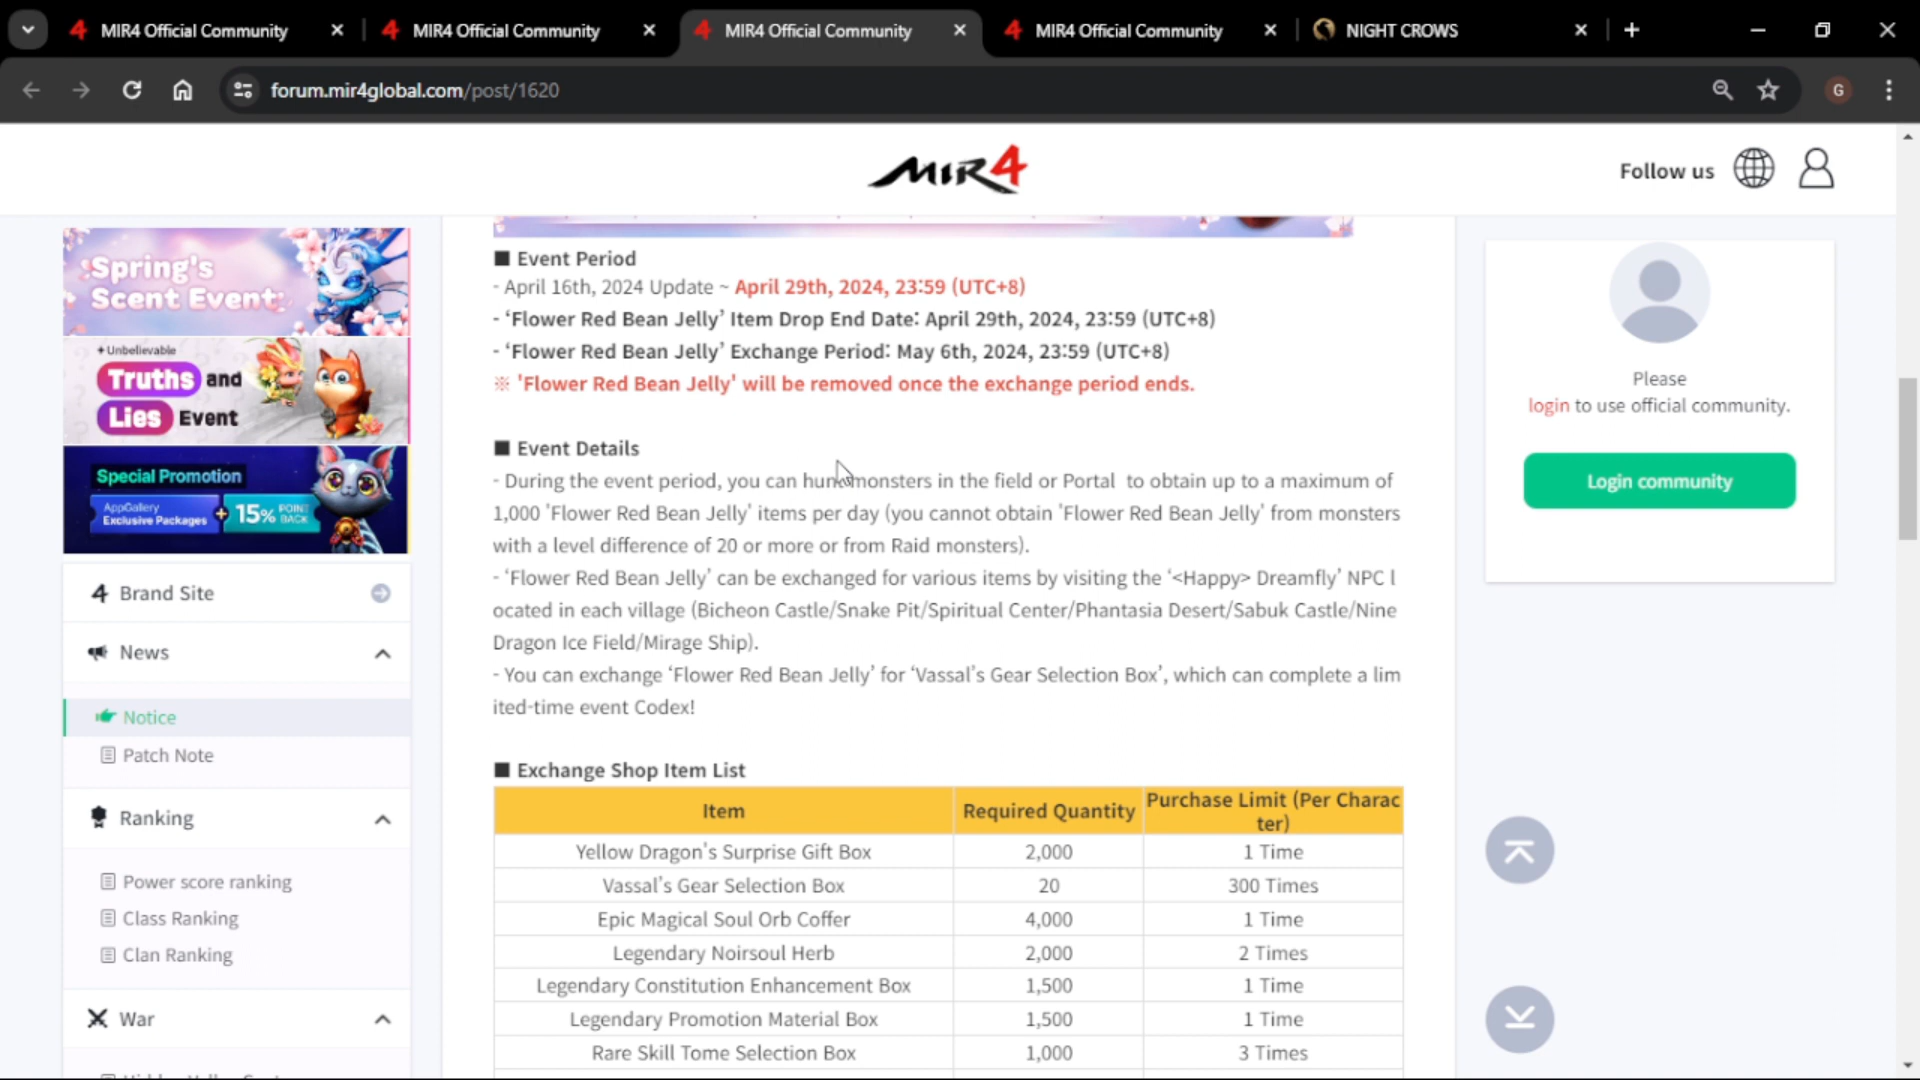 MIR4 Official Community
MIR4 Official Community
MIR4 Official Community
MIR4 Official Community
NIGHT CROWS
forum.mir4global.com/post/1620
G
MIR4
Follow us
Spring's
Scent Event
Unbelievable
Truths and
Lies Event
Special Promotion
AppGallery
Exclusive Packages + 15% POINT BACK
4 Brand Site
News
Notice
Patch Note
Ranking
Power score ranking
Class Ranking
Clan Ranking
War
■ Event Period
- April 16th, 2024 Update ~ April 29th, 2024, 23:59 (UTC+8)
- ‘Flower Red Bean Jelly’ Item Drop End Date: April 29th, 2024, 23:59 (UTC+8)
- ‘Flower Red Bean Jelly’ Exchange Period: May 6th, 2024, 23:59 (UTC+8)
※ 'Flower Red Bean Jelly' will be removed once the exchange period ends.
■ Event Details
- During the event period, you can hunt monsters in the field or Portal to obtain up to a maximum of
1,000 'Flower Red Bean Jelly' items per day (you cannot obtain 'Flower Red Bean Jelly' from monsters
with a level difference of 20 or more or from Raid monsters).
- ‘Flower Red Bean Jelly’ can be exchanged for various items by visiting the ‘<Happy> Dreamfly’ NPC l
ocated in each village (Bicheon Castle/Snake Pit/Spiritual Center/Phantasia Desert/Sabuk Castle/Nine
Dragon Ice Field/Mirage Ship).
- You can exchange ‘Flower Red Bean Jelly’ for ‘Vassal’s Gear Selection Box’, which can complete a lim
ited-time event Codex!
■ Exchange Shop Item List
Item Required Quantity Purchase Limit (Per Charac
ter)
Yellow Dragon’s Surprise Gift Box 2,000 1 Time
Vassal’s Gear Selection Box 20 300 Times
Epic Magical Soul Orb Coffer 4,000 1 Time
Legendary Noirsoul Herb 2,000 2 Times
Legendary Constitution Enhancement Box 1,500 1 Time
Legendary Promotion Material Box 1,500 1 Time
Rare Skill Tome Selection Box 1,000 3 Times
Please
login to use official community.
Login community